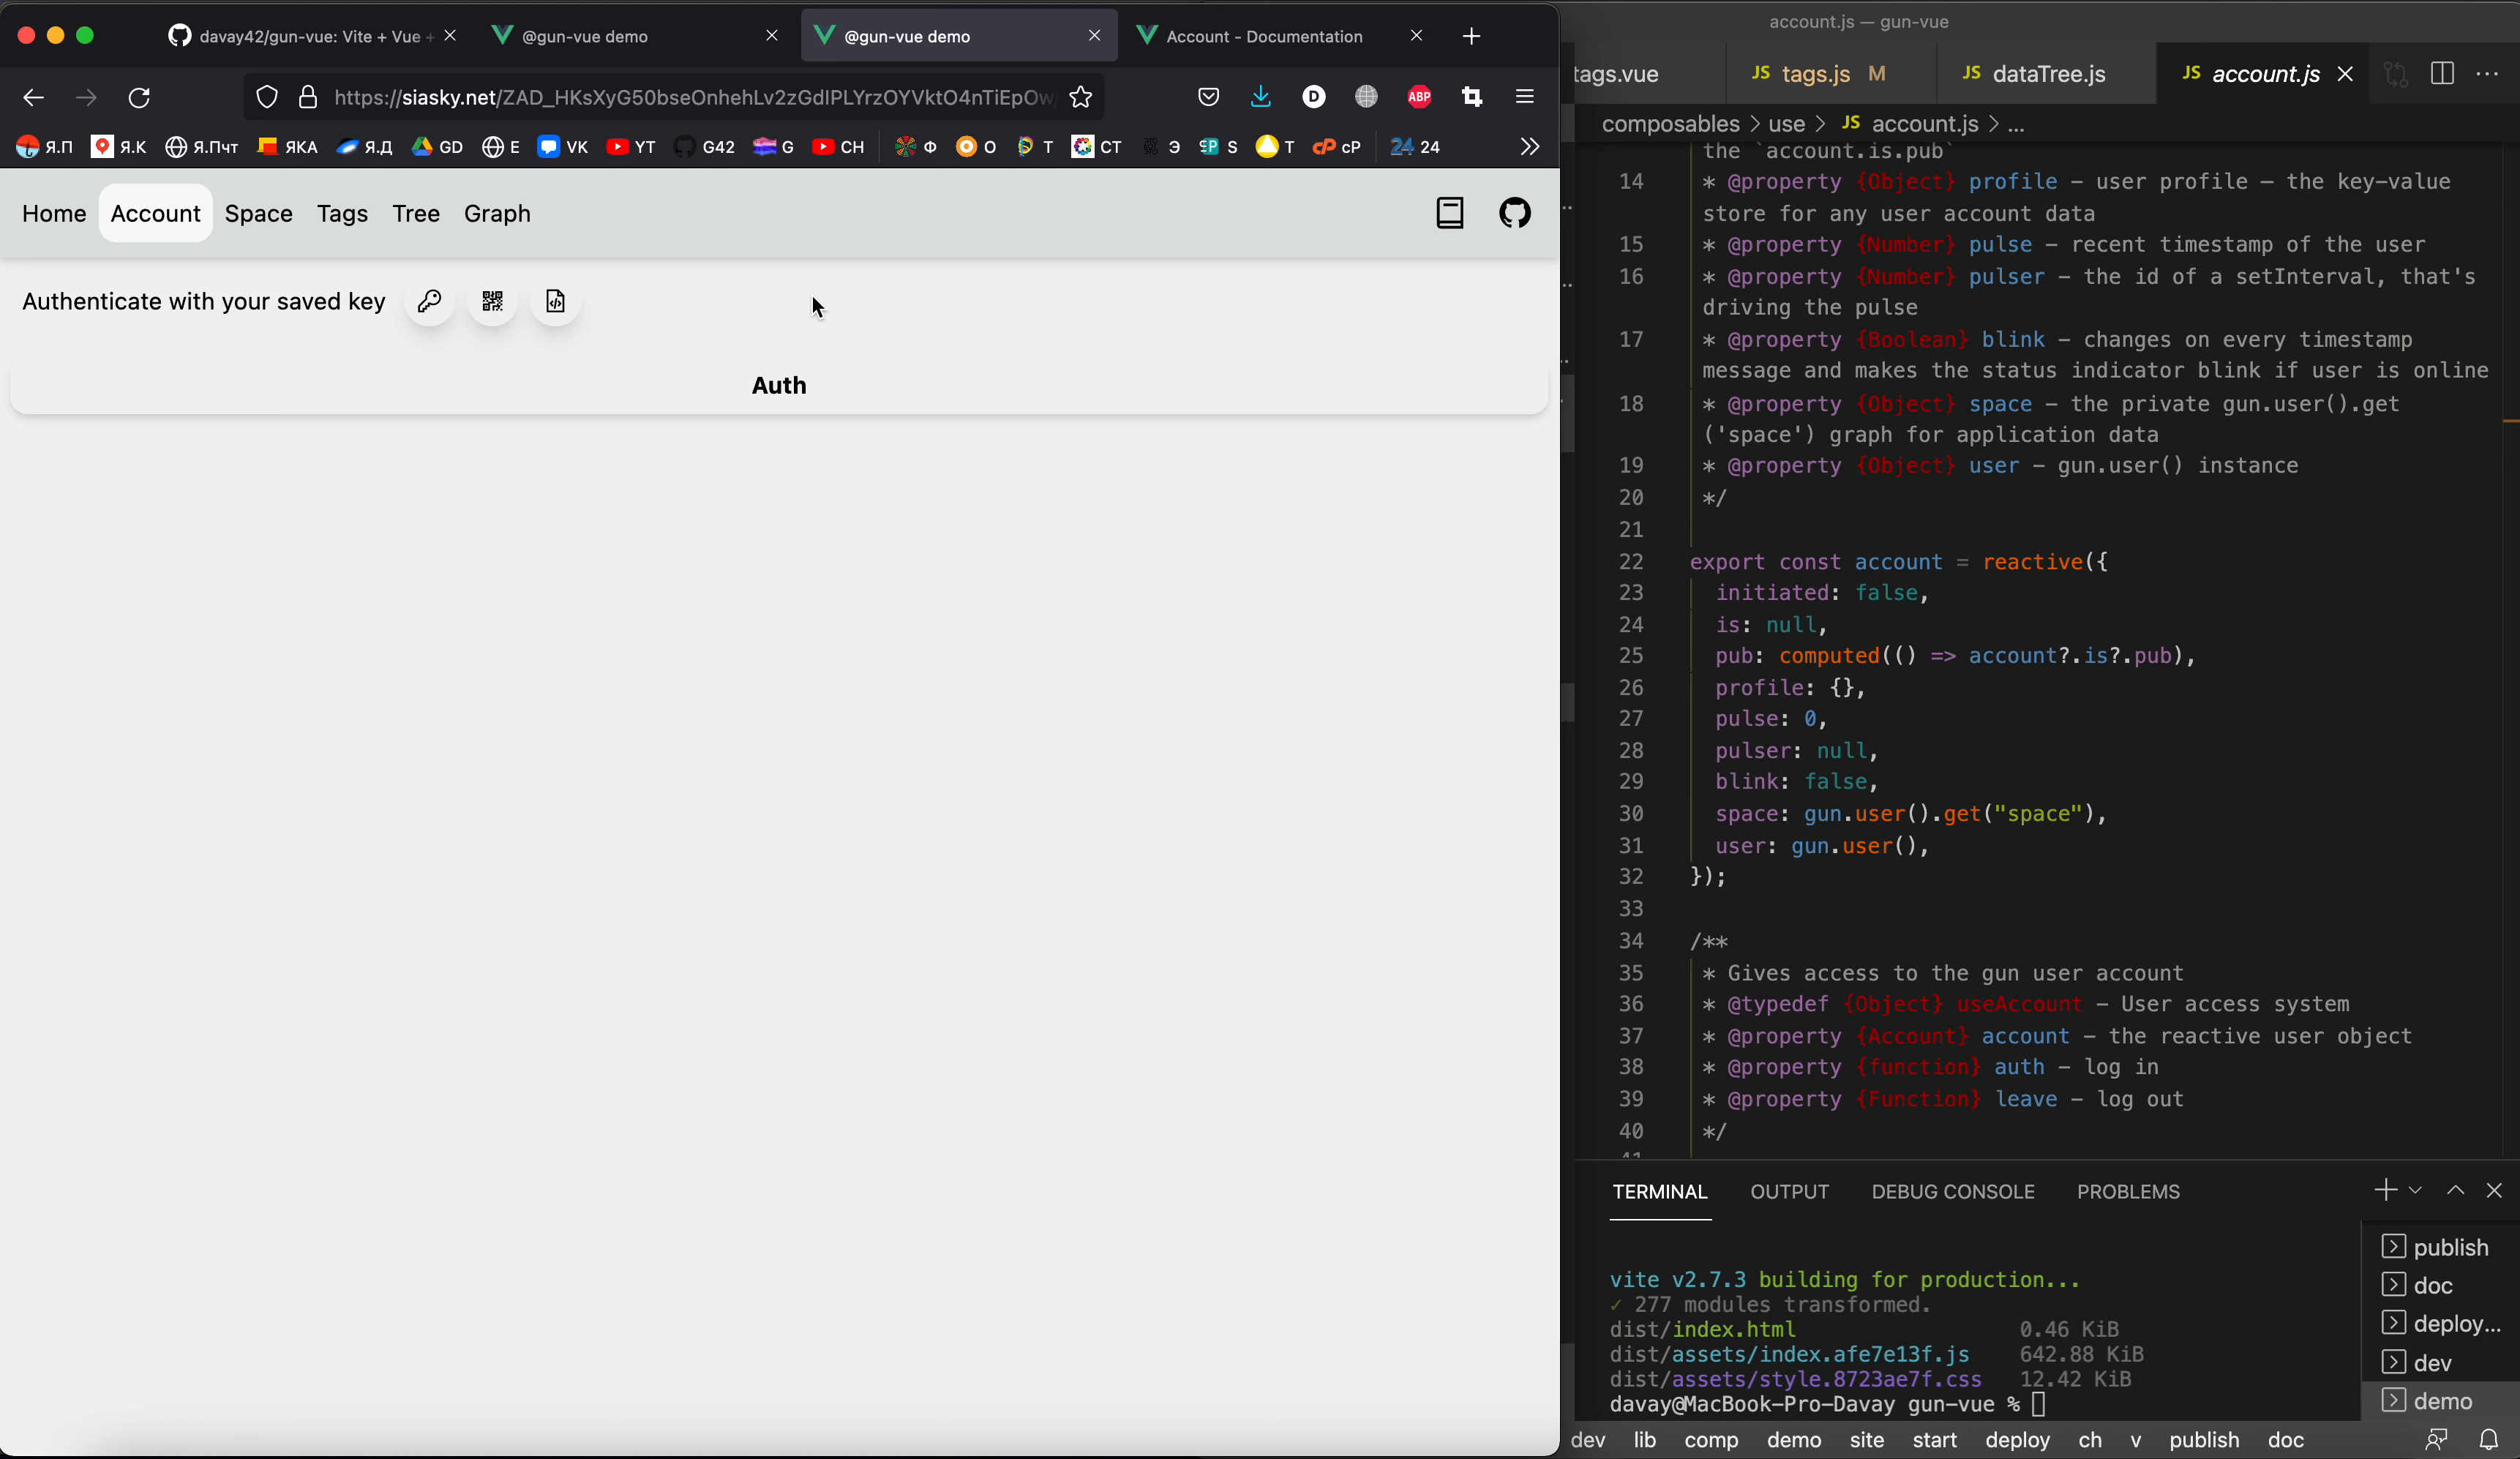 davay42/gun-vue: Vite + Vue +
@gun-vue demo
@gun-vue demo
Account - Documentation
https://siasky.net/ZAD_HKsXyG50bseOnhehLv2zGdlPLYrzOYVktO4nTiEpOw
ABP
Я.П
Я.К
Я.Пчт
ЯКА
Я.Д
GD
E
VK
YT
G42
G
CH
Ф
O
T
CT
Э
S
T
cP
24 24
Home
Account
Space
Tags
Tree
Graph
Authenticate with your saved key
Auth
account.js — gun-vue
tags.vue
JS tags.js M
JS dataTree.js
JS account.js
composables > use > JS account.js > ...
the `account.is.pub`
14 * @property {Object} profile - user profile - the key-value
store for any user account data
15 * @property {Number} pulse - recent timestamp of the user
16 * @property {Number} pulser - the id of a setInterval, that's
driving the pulse
17 * @property {Boolean} blink - changes on every timestamp
message and makes the status indicator blink if user is online
18 * @property {Object} space - the private gun.user().get
('space') graph for application data
19 * @property {Object} user - gun.user() instance
20 */
21
22 export const account = reactive({
23 initiated: false,
24 is: null,
25 pub: computed(() => account?.is?.pub),
26 profile: {},
27 pulse: 0,
28 pulser: null,
29 blink: false,
30 space: gun.user().get("space"),
31 user: gun.user(),
32 });
33
34 /**
35 * Gives access to the gun user account
36 * @typedef {Object} useAccount - User access system
37 * @property {Account} account - the reactive user object
38 * @property {function} auth - log in
39 * @property {Function} leave - log out
40 */
41
TERMINAL
OUTPUT
DEBUG CONSOLE
PROBLEMS
vite v2.7.3 building for production...
✓ 277 modules transformed.
dist/index.html 0.46 KiB
dist/assets/index.afe7e13f.js 642.88 KiB
dist/assets/style.8723ae7f.css 12.42 KiB
davay@MacBook-Pro-Davay gun-vue %
publish
doc
deploy...
dev
demo
dev
lib
comp
demo
site
start
deploy
ch
v
publish
doc